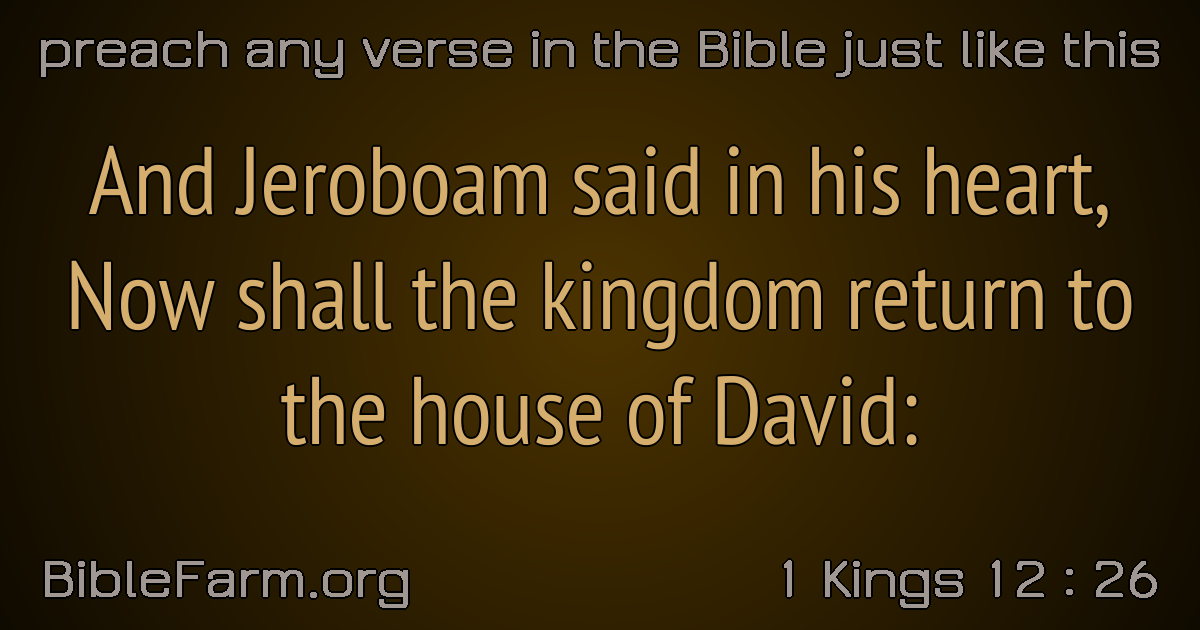 preach any verse in the Bible just like this
And Jeroboam said in his heart,
Now shall the kingdom return to
the house of David:
BibleFarm.org
1 Kings 12 : 26